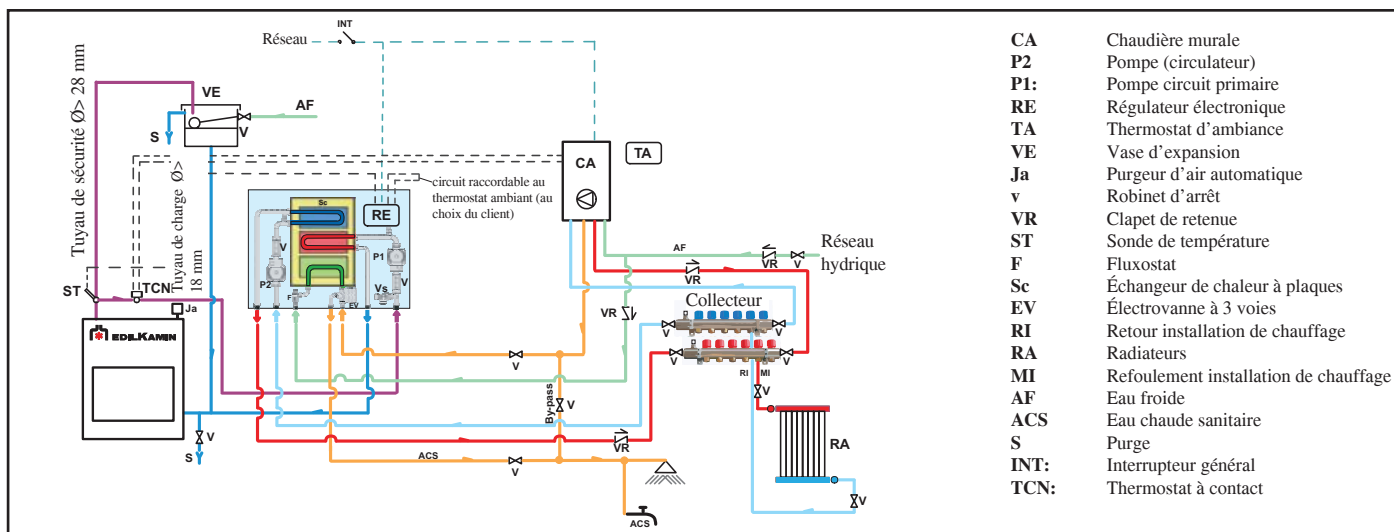 INT
Réseau
Tuyau de sécurité Ø> 28 mm
VE
AF
V
S
Tuyau de charge Ø>
18 mm
ST
TCN
Ja
EDILKAMIN
V
S
Sc
RE
circuit raccordable au
thermostat ambiant (au
choix du client)
V
P2
P1
V
Vs
F
EV
CA
TA
AF
VR
V
Réseau
hydrique
VR
VR
Collecteur
V
V
V
V
RI
MI
V
V
By-pass
V
VR
ACS
V
ACS
RA
V
CA Chaudière murale
P2 Pompe (circulateur)
P1: Pompe circuit primaire
RE Régulateur électronique
TA Thermostat d’ambiance
VE Vase d’expansion
Ja Purgeur d’air automatique
v Robinet d’arrêt
VR Clapet de retenue
ST Sonde de température
F Fluxostat
Sc Échangeur de chaleur à plaques
EV Électrovanne à 3 voies
RI Retour installation de chauffage
RA Radiateurs
MI Refoulement installation de chauffage
AF Eau froide
ACS Eau chaude sanitaire
S Purge
INT: Interrupteur général
TCN: Thermostat à contact